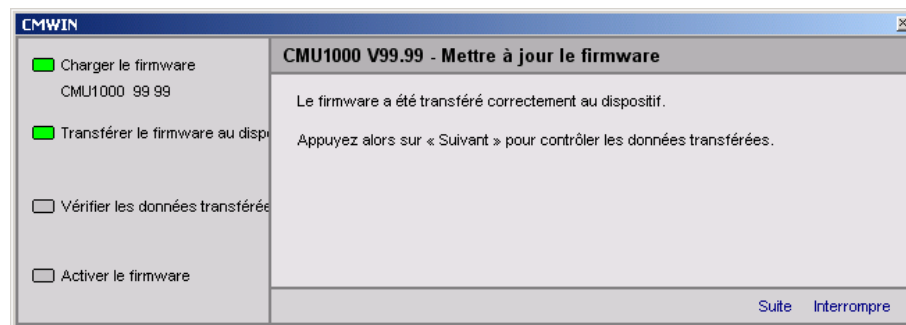 CMWIN
Charger le firmware
CMU1000 99 99
Transférer le firmware au dispo
Vérifier les données transférée
Activer le firmware
CMU1000 V99.99 - Mettre à jour le firmware
Le firmware a été transféré correctement au dispositif.
Appuyez alors sur « Suivant » pour contrôler les données transférées.
Suite Interrompre